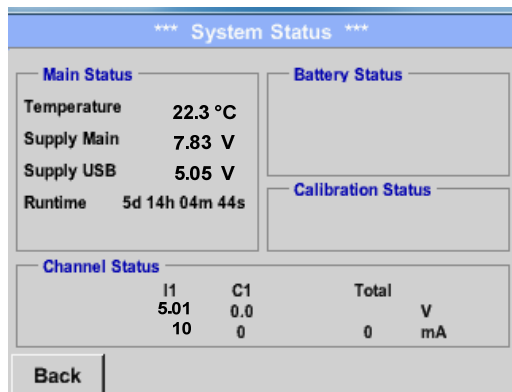 *** System Status ***
Main Status
Temperature 22.3 °C
Supply Main 7.83 V
Supply USB 5.05 V
Runtime 5d 14h 04m 44s
Battery Status
Calibration Status
Channel Status
I1 C1 Total
5.01 0.0 V
10 0 0 mA
Back